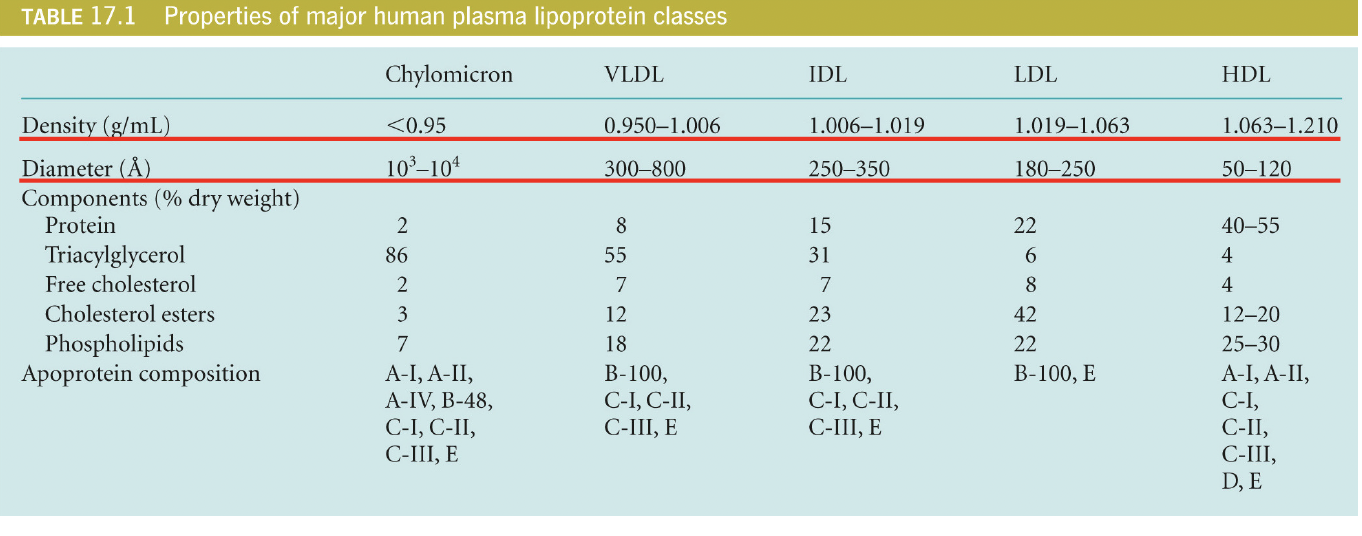 TABLE 17.1 Properties of major human plasma lipoprotein classes
Chylomicron VLDL IDL LDL HDL
Density (g/mL) <0.95 0.950–1.006 1.006–1.019 1.019–1.063 1.063–1.210
Diameter (Å) 10³–10⁴ 300–800 250–350 180–250 50–120
Components (% dry weight)
Protein 2 8 15 22 40–55
Triacylglycerol 86 55 31 6 4
Free cholesterol 2 7 7 8 4
Cholesterol esters 3 12 23 42 12–20
Phospholipids 7 18 22 22 25–30
Apoprotein composition A-I, A-II, B-100, B-100, B-100, E A-I, A-II,
A-IV, B-48, C-I, C-II, C-I, C-II, C-I,
C-I, C-II, C-III, E C-III, E C-II,
C-III, E C-III,
D, E